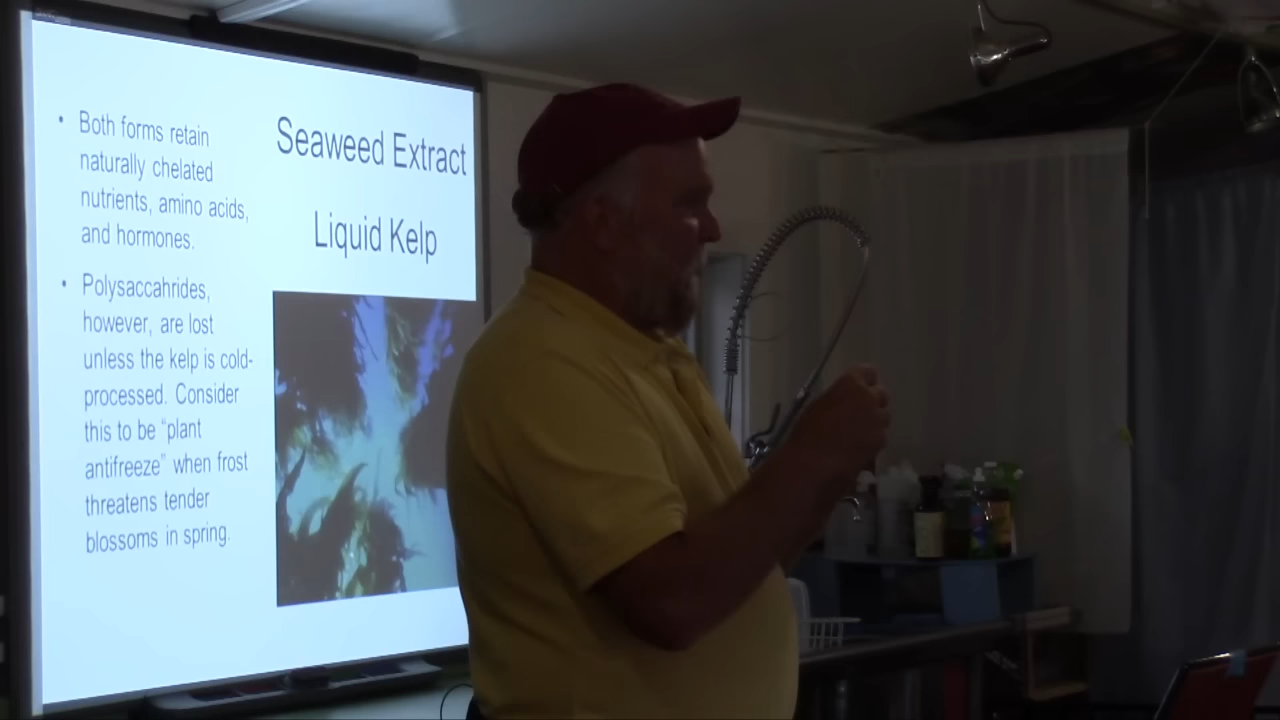 • Both forms retain
naturally chelated
nutrients, amino acids,
and hormones.
• Polysaccahrides,
however, are lost
unless the kelp is cold-
processed. Consider
this to be "plant
antifreeze" when frost
threatens tender
blossoms in spring.
Seaweed Extract
Liquid Kelp